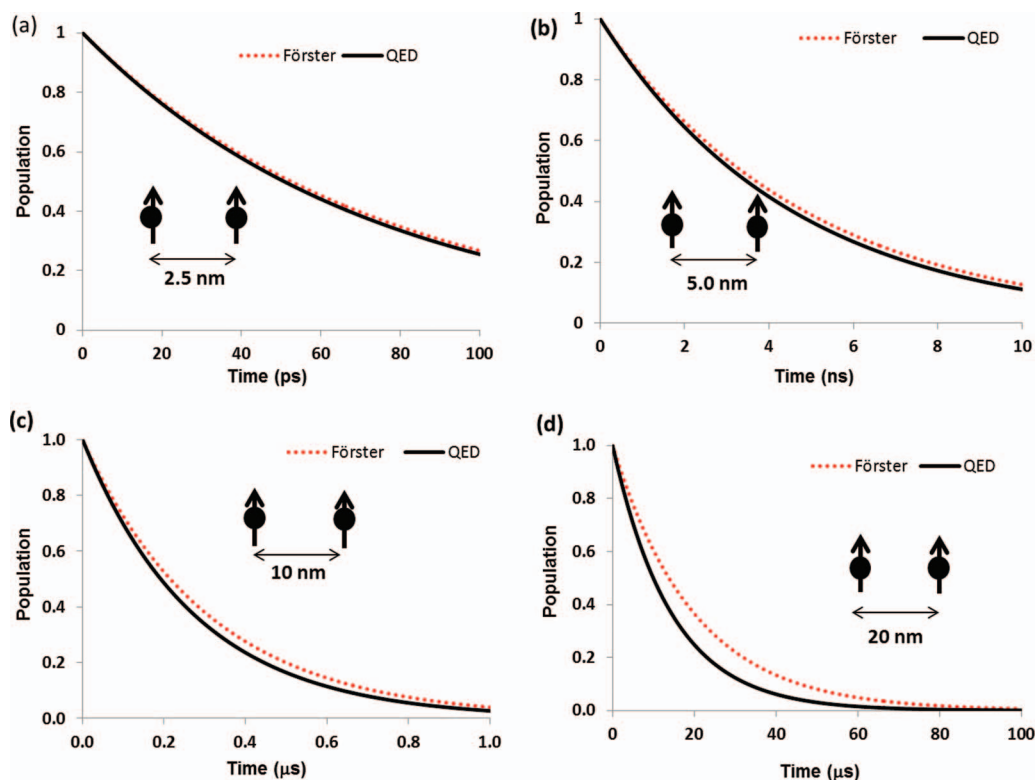 (a)
Förster
QED
1
0.8
0.6
0.4
0.2
0
Population
2.5 nm
0
20
40
60
80
100
Time (ps)
(b)
Förster
QED
1
0.8
0.6
0.4
0.2
0
Population
5.0 nm
0
2
4
6
8
10
Time (ns)
(c)
Förster
QED
1.0
0.8
0.6
0.4
0.2
0.0
Population
10 nm
0.0
0.2
0.4
0.6
0.8
1.0
Time (μs)
(d)
Förster
QED
1.0
0.8
0.6
0.4
0.2
0.0
Population
20 nm
0
20
40
60
80
100
Time (μs)